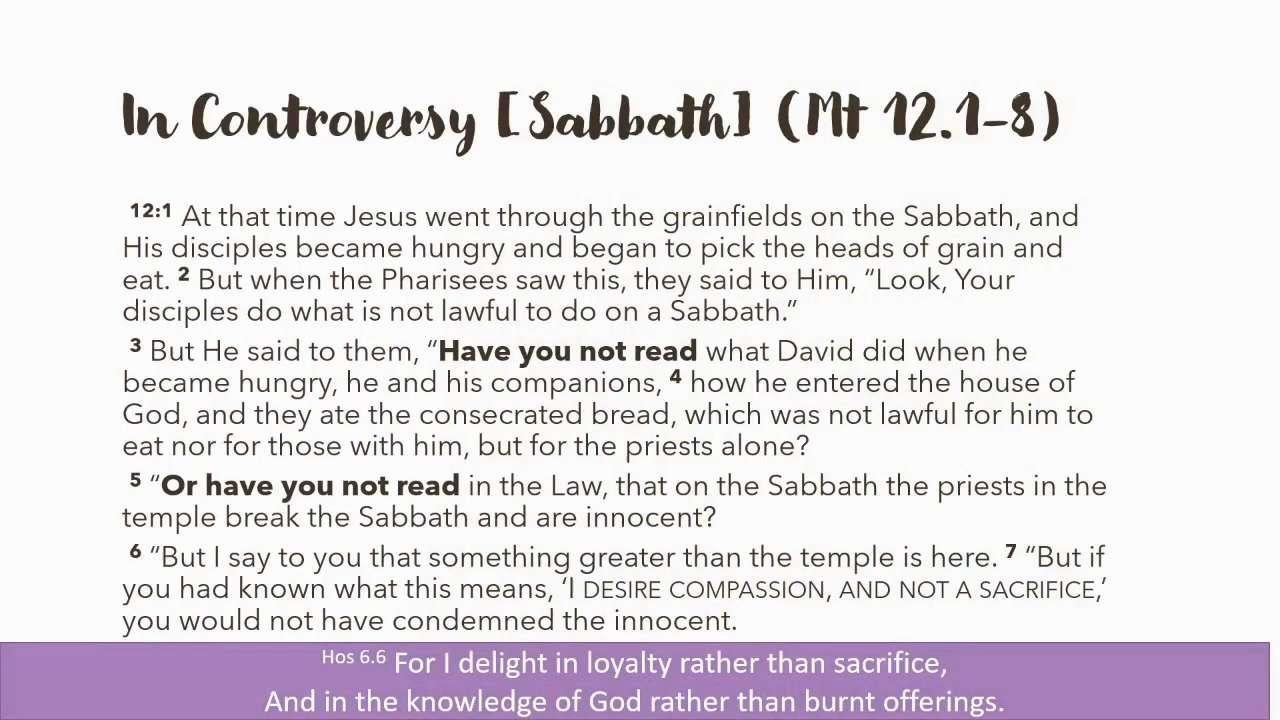 In Controversy [Sabbath] (Mt 12.1-8)
12:1 At that time Jesus went through the grainfields on the Sabbath, and
His disciples became hungry and began to pick the heads of grain and
eat. 2 But when the Pharisees saw this, they said to Him, “Look, Your
disciples do what is not lawful to do on a Sabbath.”
3 But He said to them, “Have you not read what David did when he
became hungry, he and his companions, 4 how he entered the house of
God, and they ate the consecrated bread, which was not lawful for him to
eat nor for those with him, but for the priests alone?
5 “Or have you not read in the Law, that on the Sabbath the priests in the
temple break the Sabbath and are innocent?
6 “But I say to you that something greater than the temple is here. 7 “But if
you had known what this means, ‘I DESIRE COMPASSION, AND NOT A SACRIFICE,’
you would not have condemned the innocent.
Hos 6.6 For I delight in loyalty rather than sacrifice,
And in the knowledge of God rather than burnt offerings.